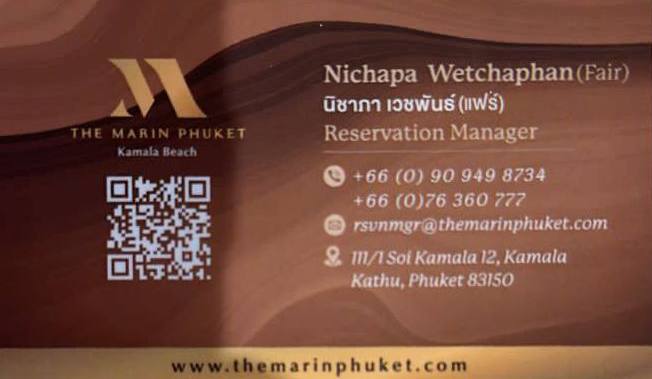 THE MARIN PHUKET
Kamala Beach
Nichapa Wetchaphan (Fair)
นิชาภา เวชพันธ์ (แฟร์)
Reservation Manager
+66 (0) 90 949 8734
+66 (0)76 360 777
rsvnmgr@themarinphuket.com
111/1 Soi Kamala 12, Kamala
Kathu, Phuket 83150
www.themarinphuket.com